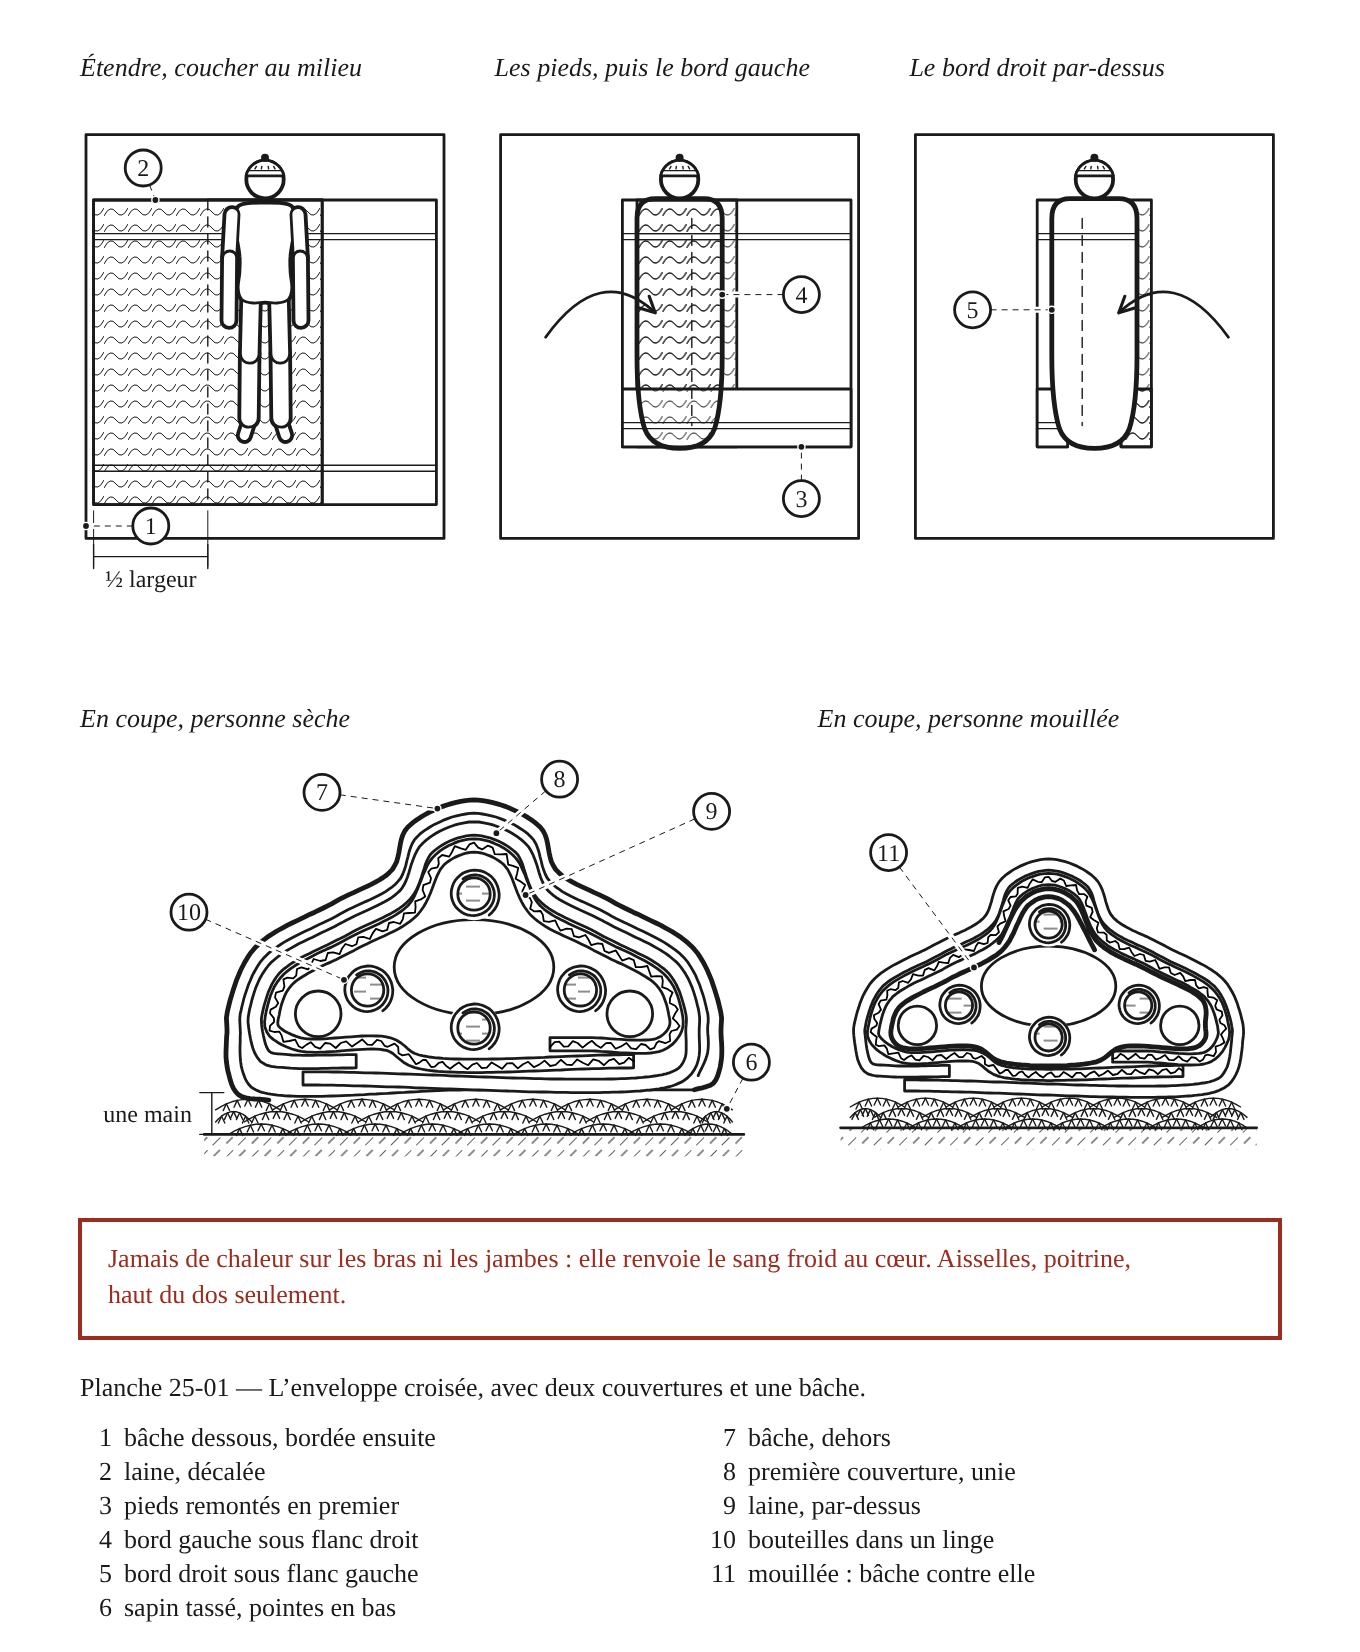 Étendre, coucher au milieu
Les pieds, puis le bord gauche
Le bord droit par-dessus
2
4
5
3
1
½ largeur
En coupe, personne sèche
En coupe, personne mouillée
7
8
9
11
10
6
une main
Jamais de chaleur sur les bras ni les jambes : elle renvoie le sang froid au cœur. Aisselles, poitrine,
haut du dos seulement.
Planche 25-01 — L’enveloppe croisée, avec deux couvertures et une bâche.
1 bâche dessous, bordée ensuite
2 laine, décalée
3 pieds remontés en premier
4 bord gauche sous flanc droit
5 bord droit sous flanc gauche
6 sapin tassé, pointes en bas
7 bâche, dehors
8 première couverture, unie
9 laine, par-dessus
10 bouteilles dans un linge
11 mouillée : bâche contre elle